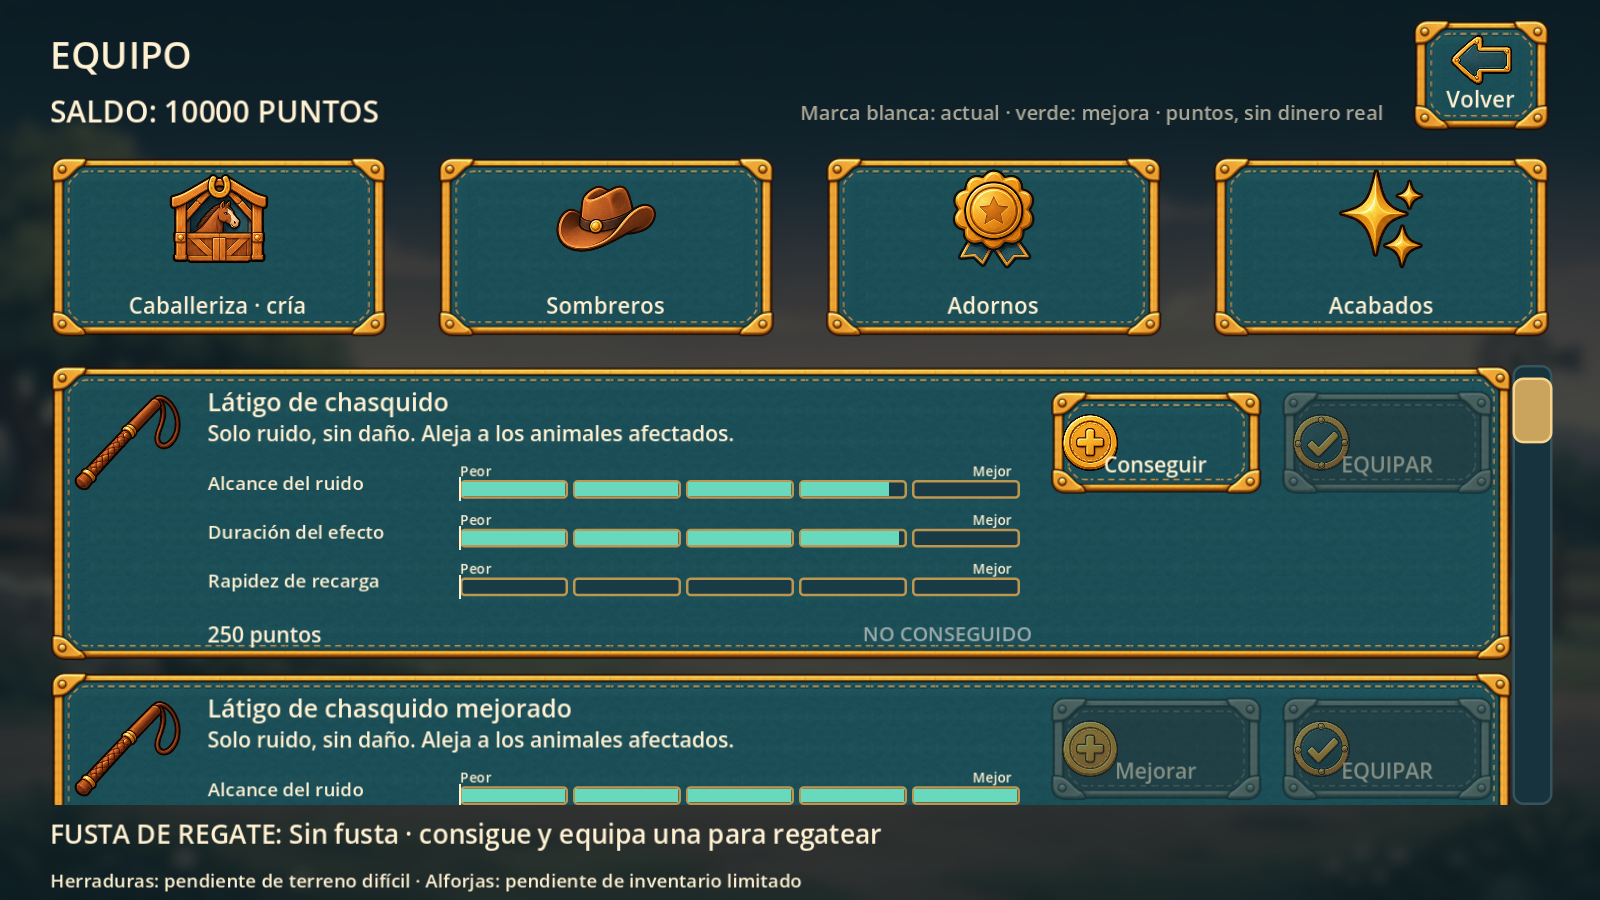 EQUIPO
Volver
SALDO: 10000 PUNTOS
Marca blanca: actual · verde: mejora · puntos, sin dinero real
Caballeriza · cría
Sombreros
Adornos
Acabados
Látigo de chasquido
Solo ruido, sin daño. Aleja a los animales afectados.
Conseguir
EQUIPAR
Peor Mejor
Alcance del ruido
Peor Mejor
Duración del efecto
Peor Mejor
Rapidez de recarga
250 puntos
NO CONSEGUIDO
Látigo de chasquido mejorado
Solo ruido, sin daño. Aleja a los animales afectados.
Mejorar
EQUIPAR
Peor Mejor
Alcance del ruido
FUSTA DE REGATE: Sin fusta · consigue y equipa una para regatear
Herraduras: pendiente de terreno difícil · Alforjas: pendiente de inventario limitado